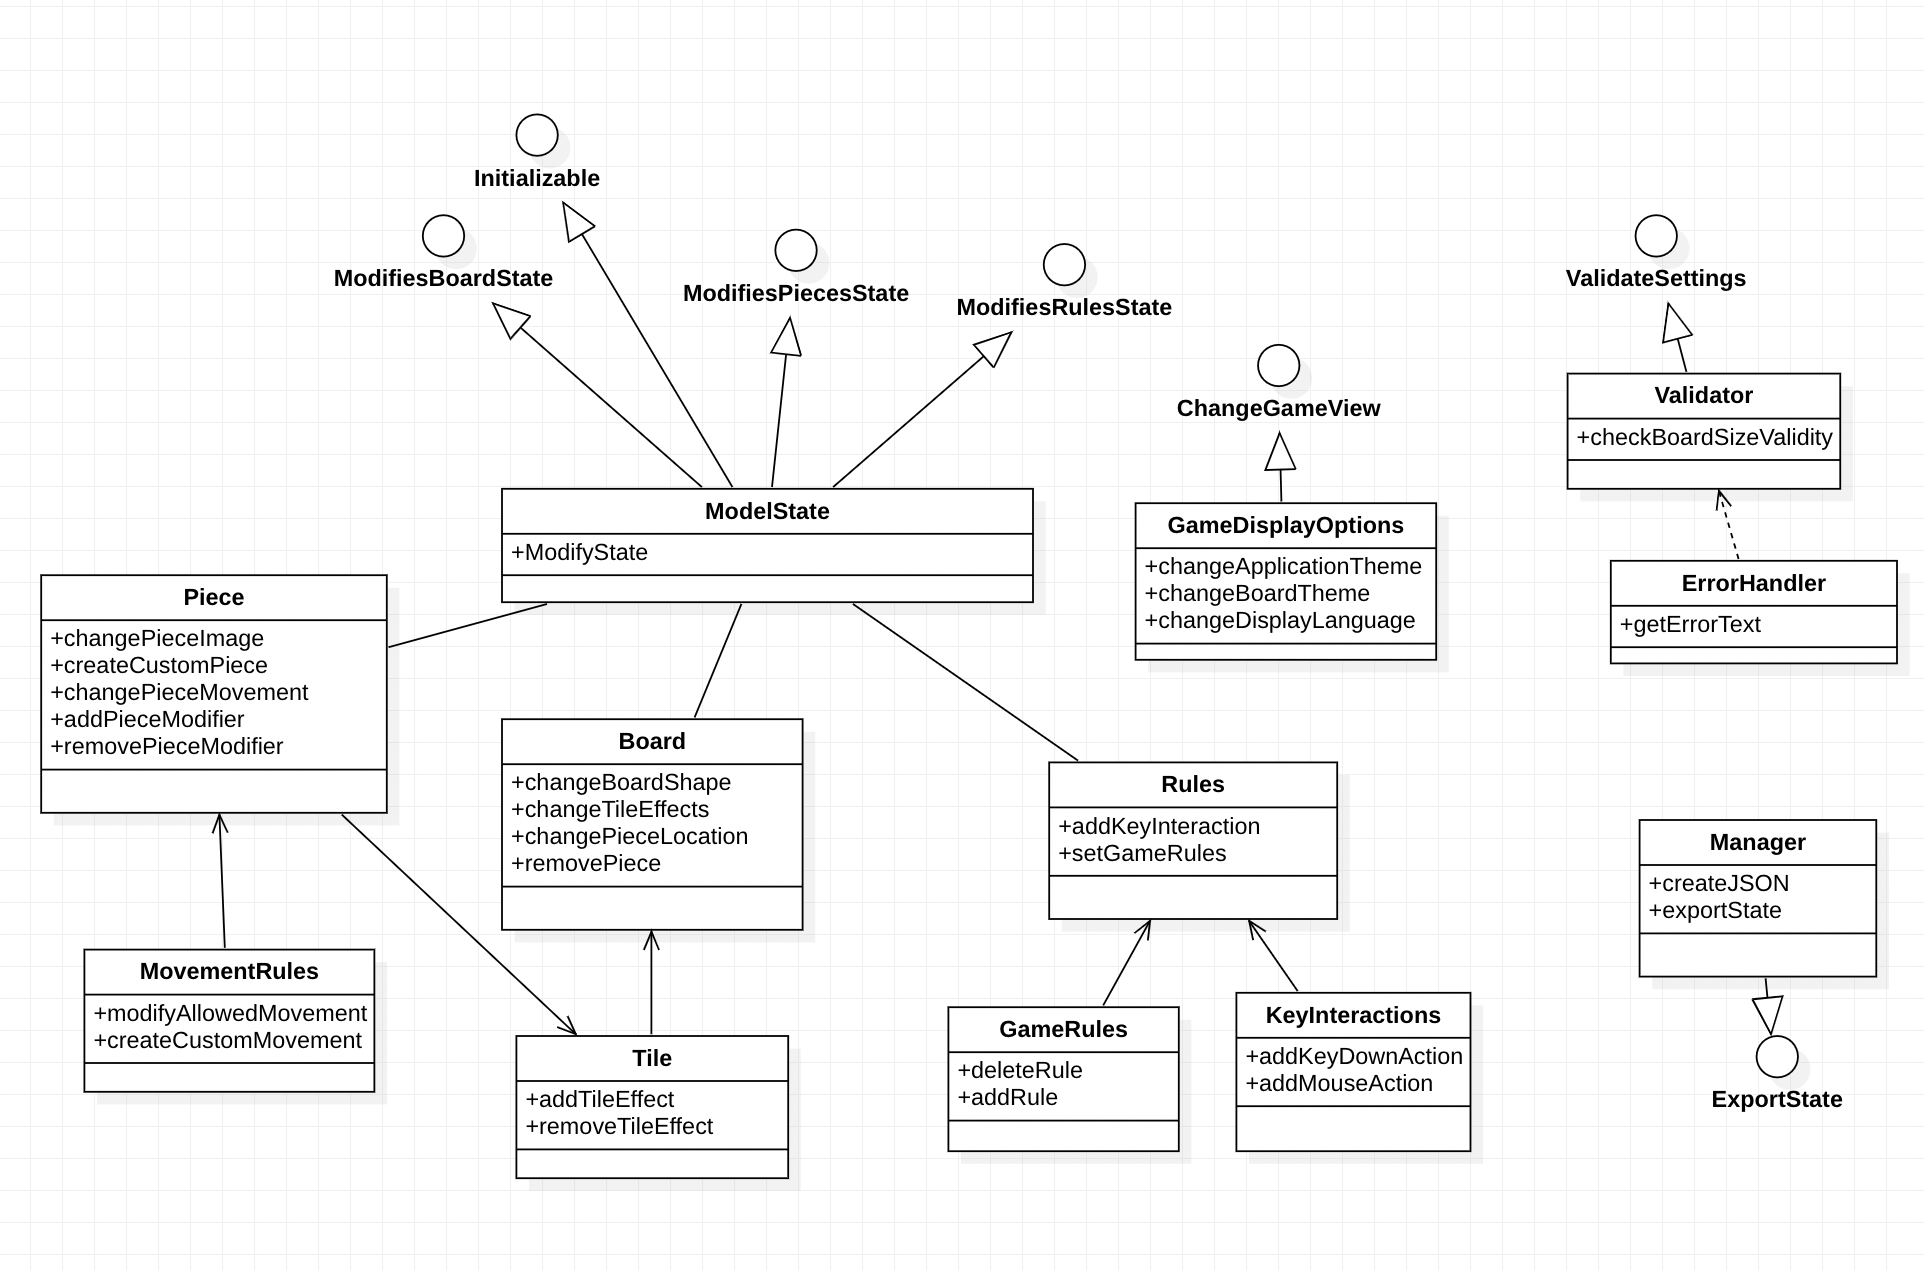 Initializable
ModifiesBoardState
ModifiesPiecesState
ModifiesRulesState
ValidateSettings
ChangeGameView
Validator
+checkBoardSizeValidity
ModelState
+ModifyState
GameDisplayOptions
+changeApplicationTheme
+changeBoardTheme
+changeDisplayLanguage
ErrorHandler
+getErrorText
Piece
+changePieceImage
+createCustomPiece
+changePieceMovement
+addPieceModifier
+removePieceModifier
Board
+changeBoardShape
+changeTileEffects
+changePieceLocation
+removePiece
Rules
+addKeyInteraction
+setGameRules
Manager
+createJSON
+exportState
MovementRules
+modifyAllowedMovement
+createCustomMovement
Tile
+addTileEffect
+removeTileEffect
GameRules
+deleteRule
+addRule
KeyInteractions
+addKeyDownAction
+addMouseAction
ExportState